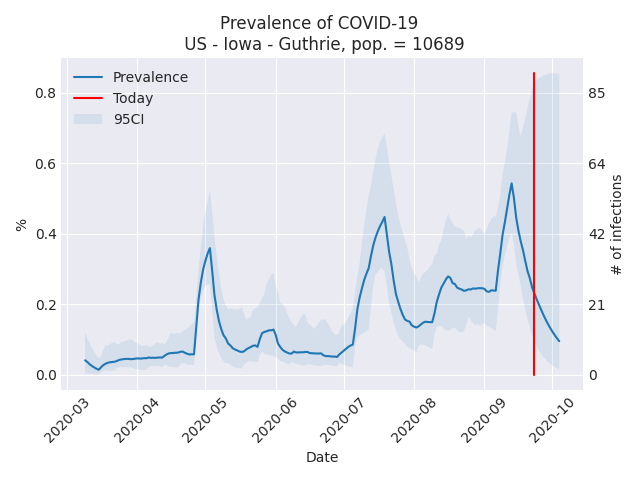 Prevalence of COVID-19
US - Iowa - Guthrie, pop. = 10689
Prevalence
Today
95CI
0.8
0.6
0.4
0.2
0.0
%
85
64
42
21
0
# of infections
2020-03
2020-04
2020-05
2020-06
2020-07
2020-08
2020-09
2020-10
Date